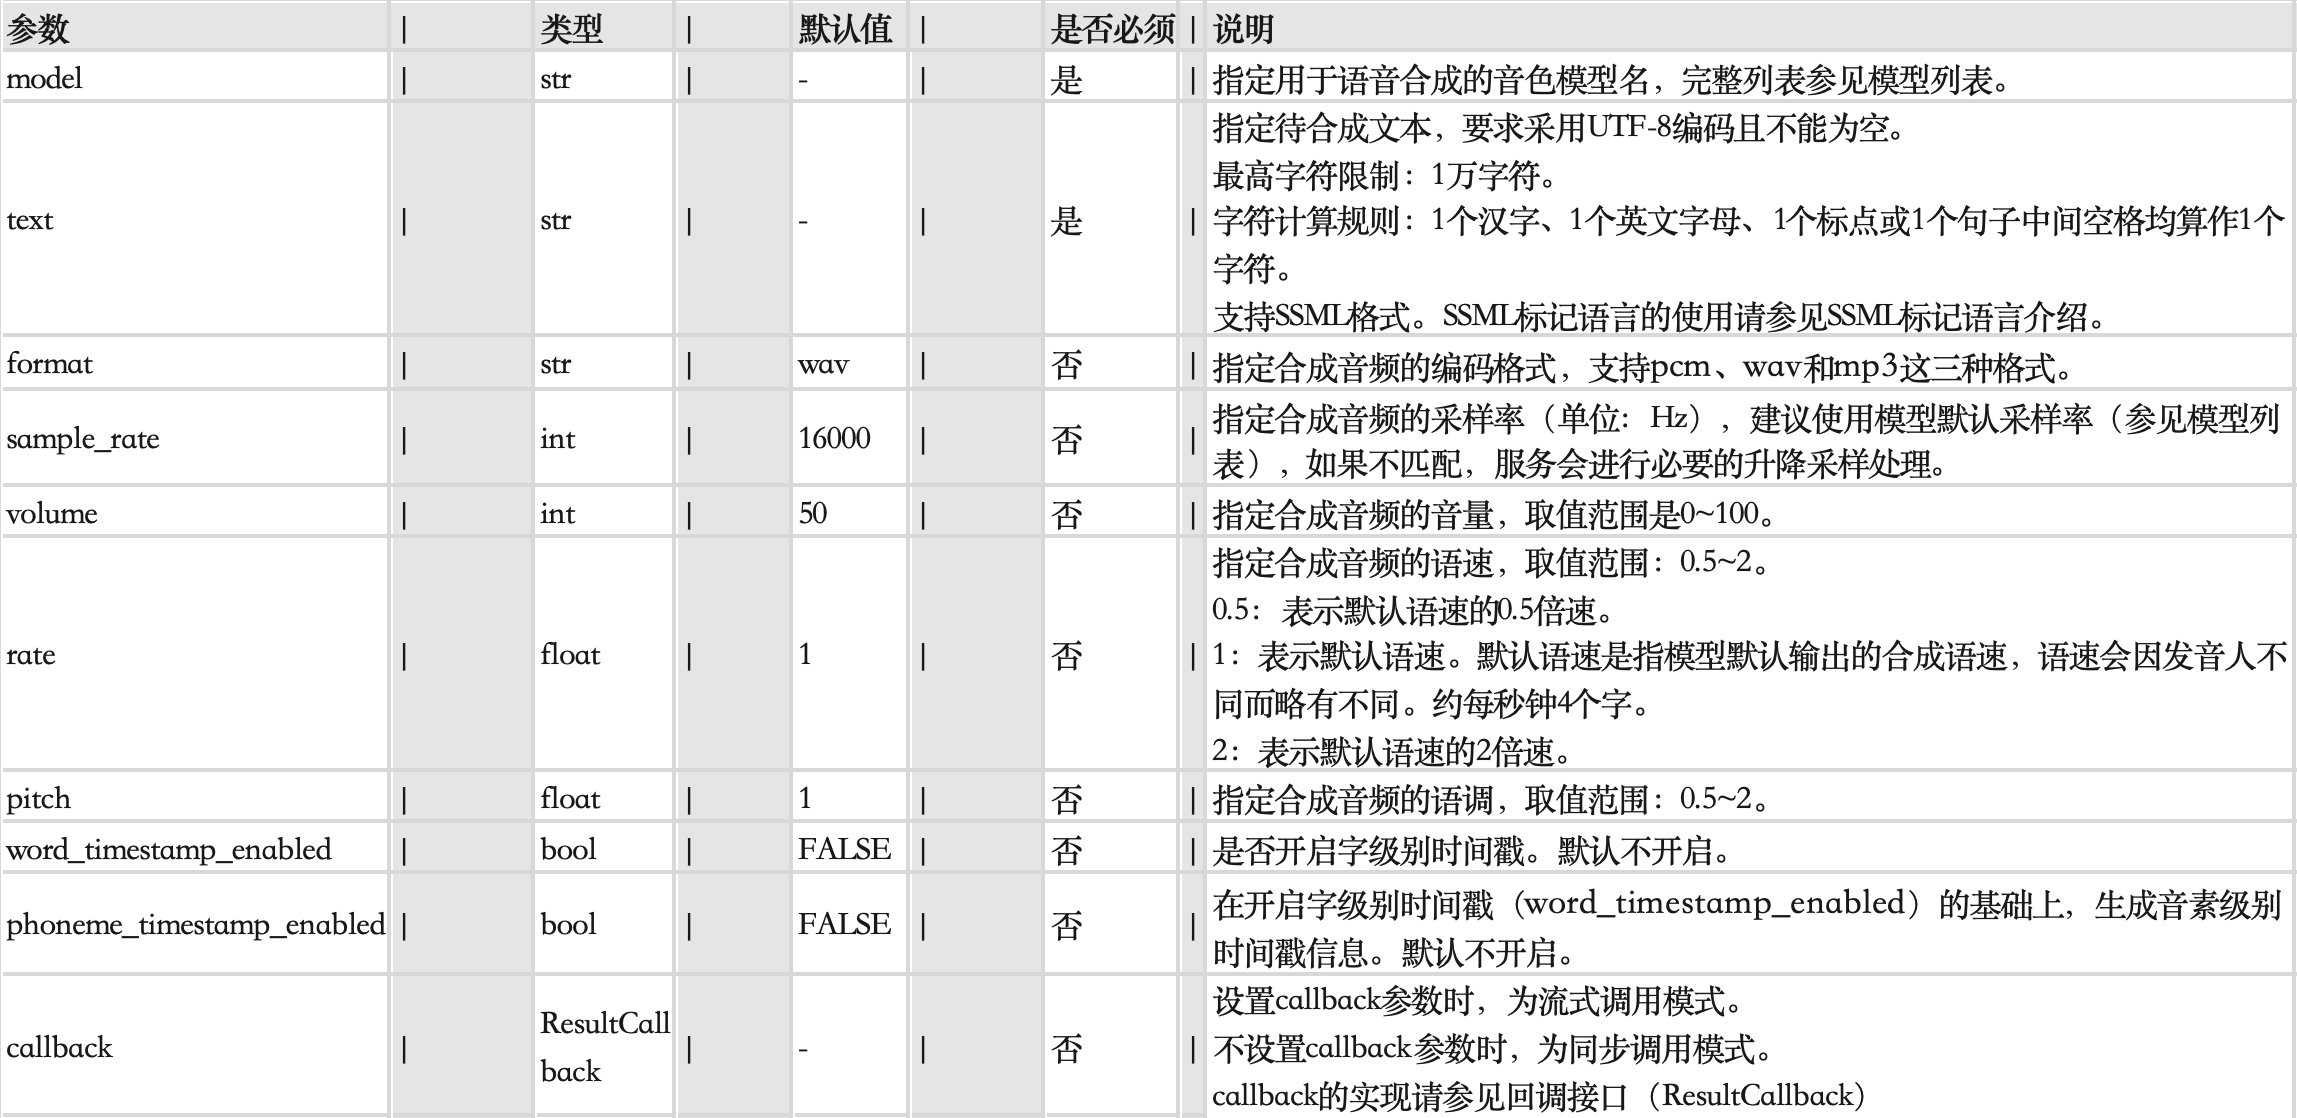 参数 | 类型 | 默认值 | 是否必须 | 说明
model | str | - | 是 | 指定用于语音合成的音色模型名，完整列表参见模型列表。
text | str | - | 是 | 指定待合成文本，要求采用UTF-8编码且不能为空。
最高字符限制：1万字符。
字符计算规则：1个汉字、1个英文字母、1个标点或1个句子中间空格均算作1个
字符。
支持SSML格式。SSML标记语言的使用请参见SSML标记语言介绍。
format | str | wav | 否 | 指定合成音频的编码格式，支持pcm、wav和mp3这三种格式。
sample_rate | int | 16000 | 否 | 指定合成音频的采样率（单位：Hz），建议使用模型默认采样率（参见模型列
表），如果不匹配，服务会进行必要的升降采样处理。
volume | int | 50 | 否 | 指定合成音频的音量，取值范围是0~100。
rate | float | 1 | 否 | 指定合成音频的语速，取值范围：0.5~2。
0.5：表示默认语速的0.5倍速。
1：表示默认语速。默认语速是指模型默认输出的合成语速，语速会因发音人不
同而略有不同。约每秒钟4个字。
2：表示默认语速的2倍速。
pitch | float | 1 | 否 | 指定合成音频的语调，取值范围：0.5~2。
word_timestamp_enabled | bool | FALSE | 否 | 是否开启字级别时间戳。默认不开启。
phoneme_timestamp_enabled | bool | FALSE | 否 | 在开启字级别时间戳（word_timestamp_enabled）的基础上，生成音素级别
时间戳信息。默认不开启。
callback | ResultCall
back | - | 否 | 设置callback参数时，为流式调用模式。
不设置callback参数时，为同步调用模式。
callback的实现请参见回调接口（ResultCallback）